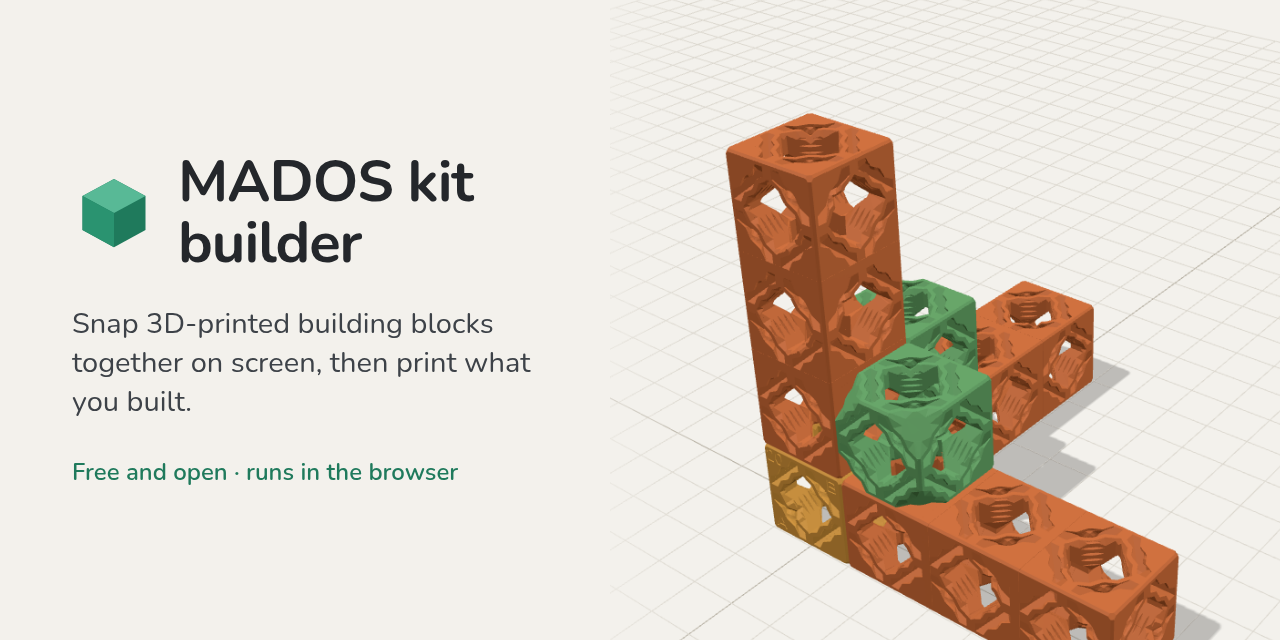 MADOS kit
builder
Snap 3D-printed building blocks
together on screen, then print what
you built.
Free and open · runs in the browser